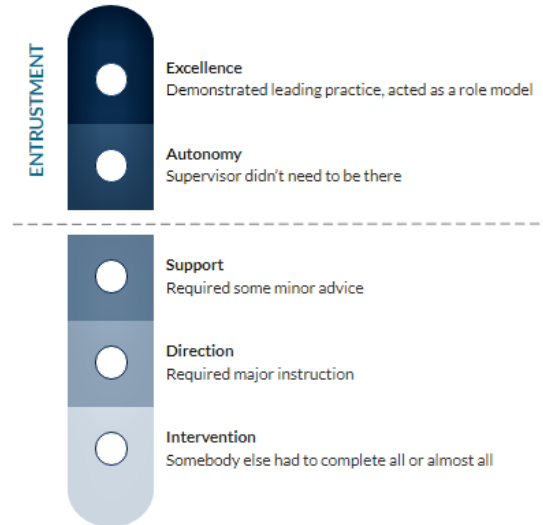 ENTRUSTMENT
Excellence
Demonstrated leading practice, acted as a role model
Autonomy
Supervisor didn't need to be there
Support
Required some minor advice
Direction
Required major instruction
Intervention
Somebody else had to complete all or almost all